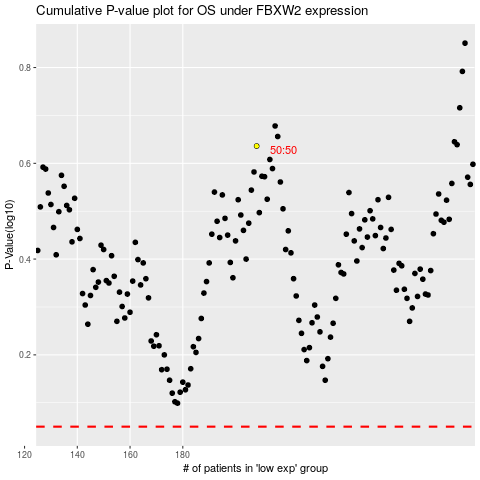 Cumulative P-value plot for OS under FBXW2 expression
P-Value(log10)
0.8
0.6
0.4
0.2
50:50
120 140 160 180
# of patients in 'low exp' group